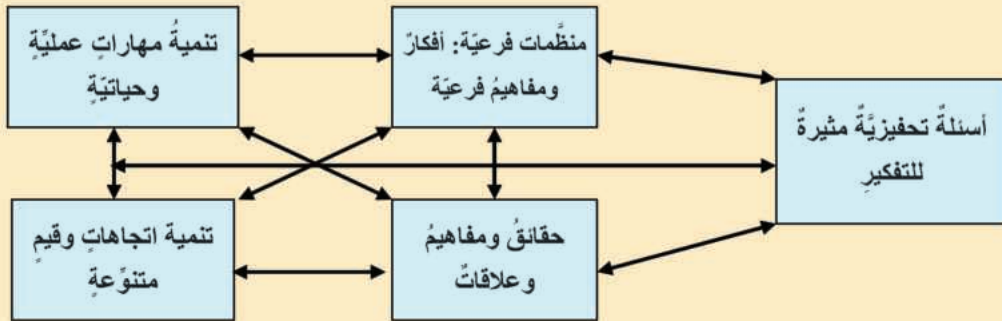 أسئلةٌ تحفيزيَّةٌ مثيرةٌ
للتفكيرِ
منظَّمات فرعيّة: أفكارٌ
ومفاهيمُ فرعيّة
تنميةُ مهاراتٍ عمليَّةٍ
وحياتيّةٍ
حقائقُ ومفاهيمُ
وعلاقاتٌ
تنمية اتجاهاتٍ وقيمٍ
متنوِّعةٍ